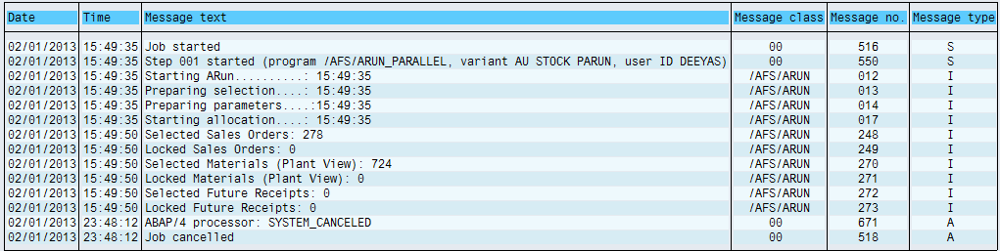 Date Time Message text Message class Message no. Message type
02/01/2013 15:49:35 Job started 00 516 S
02/01/2013 15:49:35 Step 001 started (program /AFS/ARUN_PARALLEL, variant AU STOCK PARUN, user ID DEEYAS) 00 550 S
02/01/2013 15:49:35 Starting ARun..........: 15:49:35 /AFS/ARUN 012 I
02/01/2013 15:49:35 Preparing selection....: 15:49:35 /AFS/ARUN 013 I
02/01/2013 15:49:35 Preparing parameters....:15:49:35 /AFS/ARUN 014 I
02/01/2013 15:49:35 Starting allocation....: 15:49:35 /AFS/ARUN 017 I
02/01/2013 15:49:50 Selected Sales Orders: 278 /AFS/ARUN 248 I
02/01/2013 15:49:50 Locked Sales Orders: 0 /AFS/ARUN 249 I
02/01/2013 15:49:50 Selected Materials (Plant View): 724 /AFS/ARUN 270 I
02/01/2013 15:49:50 Locked Materials (Plant View): 0 /AFS/ARUN 271 I
02/01/2013 15:49:50 Selected Future Receipts: 0 /AFS/ARUN 272 I
02/01/2013 15:49:50 Locked Future Receipts: 0 /AFS/ARUN 273 I
02/01/2013 23:48:12 ABAP/4 processor: SYSTEM_CANCELED 00 671 A
02/01/2013 23:48:12 Job cancelled 00 518 A